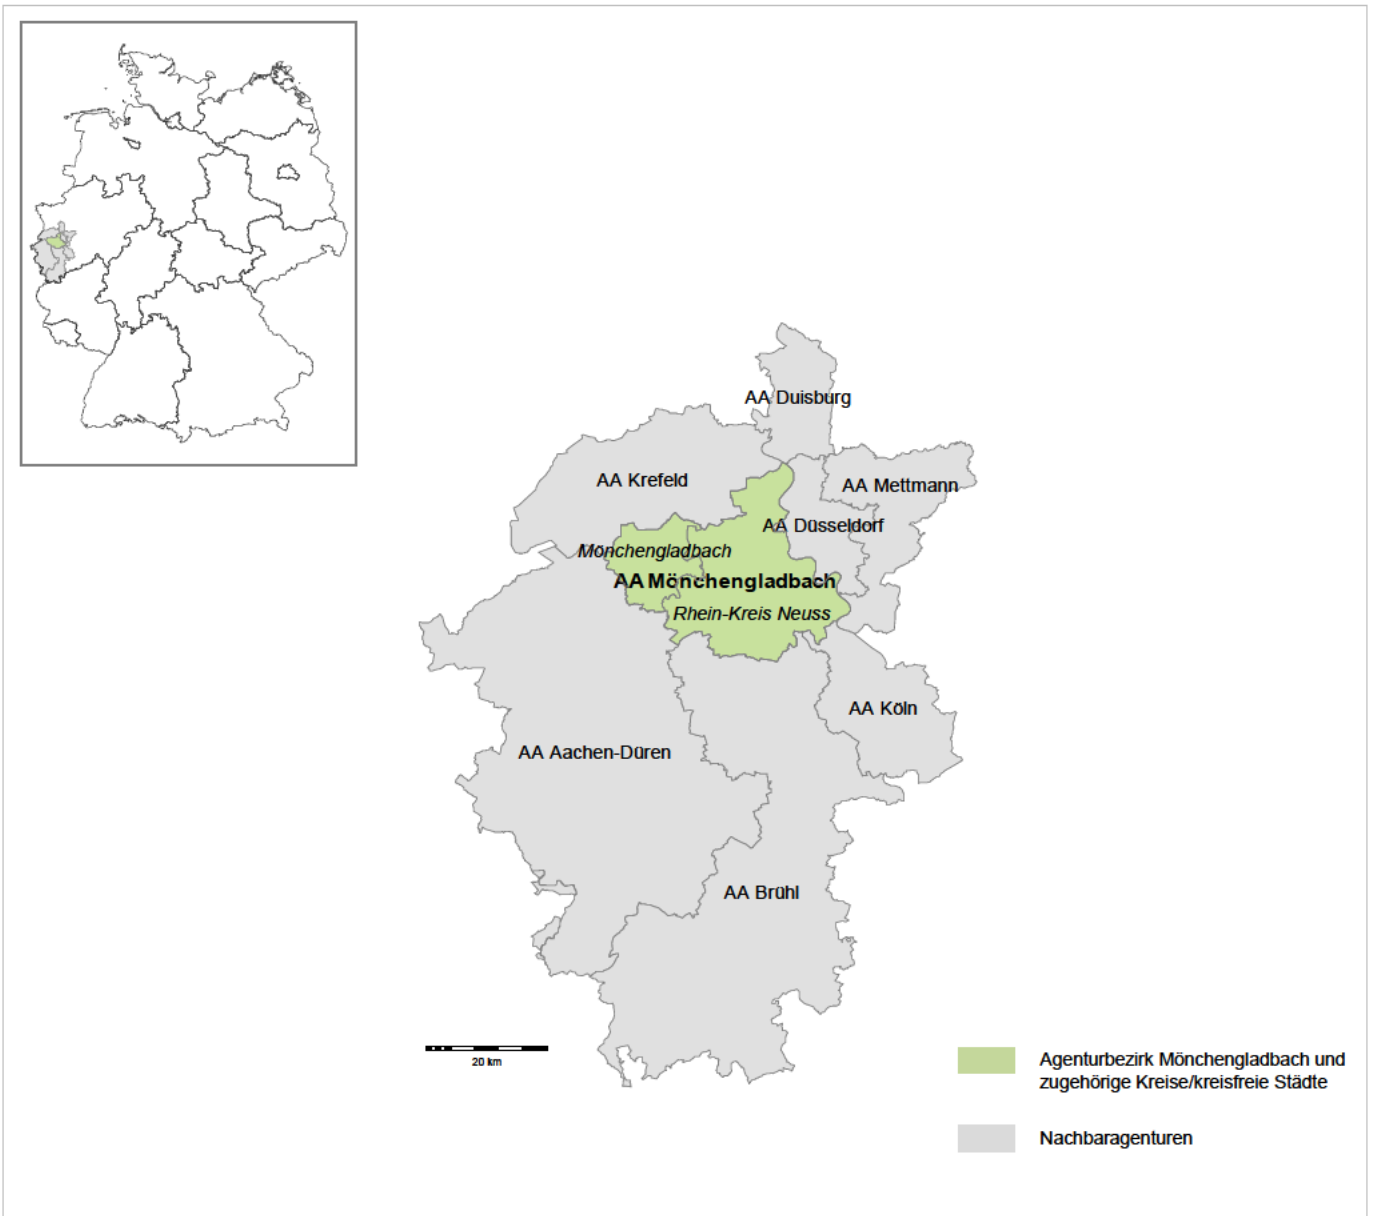 AA Duisburg
AA Krefeld
AA Mettmann
AA Düsseldorf
Mönchengladbach
AA Mönchengladbach
Rhein-Kreis Neuss
AA Köln
AA Aachen-Düren
AA Brühl
20 km
Agenturbezirk Mönchengladbach und
zugehörige Kreise/kreisfreie Städte
Nachbaragenturen